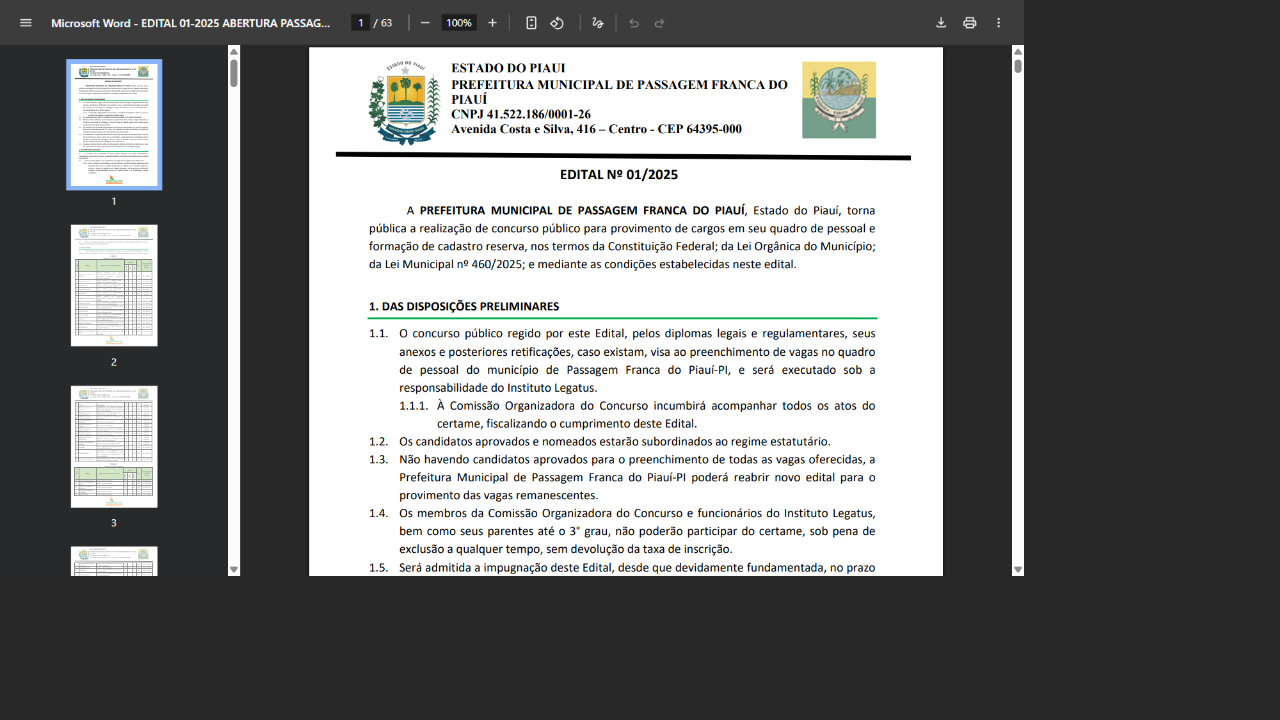 Microsoft Word - EDITAL 01-2025 ABERTURA PASSAG...
1 / 63
100%
ESTADO DO PIAUÍ
ESTADO DO PIAUÍ
PREFEITURA MUNICIPAL DE PASSAGEM FRANCA DO
PIAUÍ
CNPJ 41.522.186/0001-26
Avenida Central, 16 – Centro - CEP 64395-000
EDITAL Nº 01/2025
A PREFEITURA MUNICIPAL DE PASSAGEM FRANCA DO PIAUÍ, Estado do Piauí, torna
pública a realização de concurso público para provimento de cargos em seu quadro de pessoal e
formação de cadastro reserva, nos termos da Constituição Federal; da Lei Orgânica do Município;
da Lei Municipal nº 460/2025; e conforme as condições estabelecidas neste edital.
1. DAS DISPOSIÇÕES PRELIMINARES
1.1. O concurso público regido por este Edital, pelos diplomas legais e regulamentares, seus
anexos e posteriores retificações, caso existam, visa ao preenchimento de vagas no quadro
de pessoal do município de Passagem Franca do Piauí-PI, e será executado sob a
responsabilidade do Instituto Legatus.
1.1.1. À Comissão Organizadora do Concurso incumbirá acompanhar todos os atos do
certame, fiscalizando o cumprimento deste Edital.
1.2. Os candidatos aprovados e nomeados estarão subordinados ao regime estatutário.
1.3. Não havendo candidatos aprovados para o preenchimento de todas as vagas oferecidas, a
Prefeitura Municipal de Passagem Franca do Piauí-PI poderá reabrir novo edital para o
provimento das vagas remanescentes.
1.4. Os membros da Comissão Organizadora do Concurso e funcionários do Instituto Legatus,
bem como seus parentes até o 3° grau, não poderão participar do certame, sob pena de
exclusão a qualquer tempo, sem devolução da taxa de inscrição.
1.5. Será admitida a impugnação deste Edital, desde que devidamente fundamentada, no prazo
1
2
3